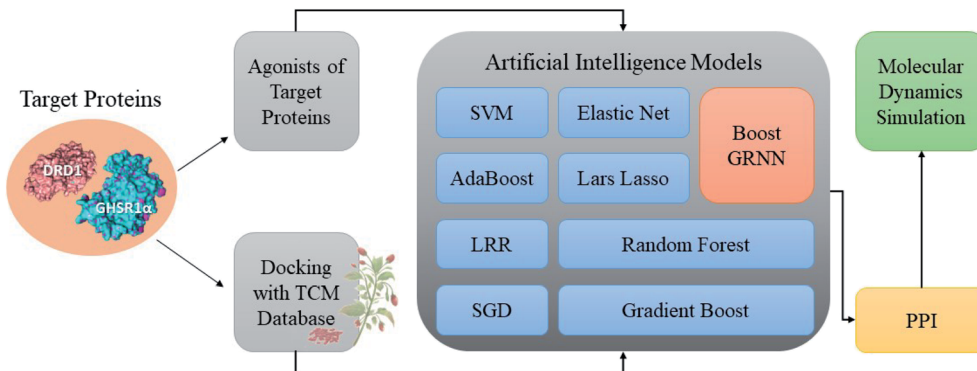 Target Proteins
DRD1
GHSR1α
Agonists of
Target
Proteins
Docking
with TCM
Database
Artificial Intelligence Models
SVM
Elastic Net
Boost
GRNN
AdaBoost
Lars Lasso
LRR
Random Forest
SGD
Gradient Boost
Molecular
Dynamics
Simulation
PPI